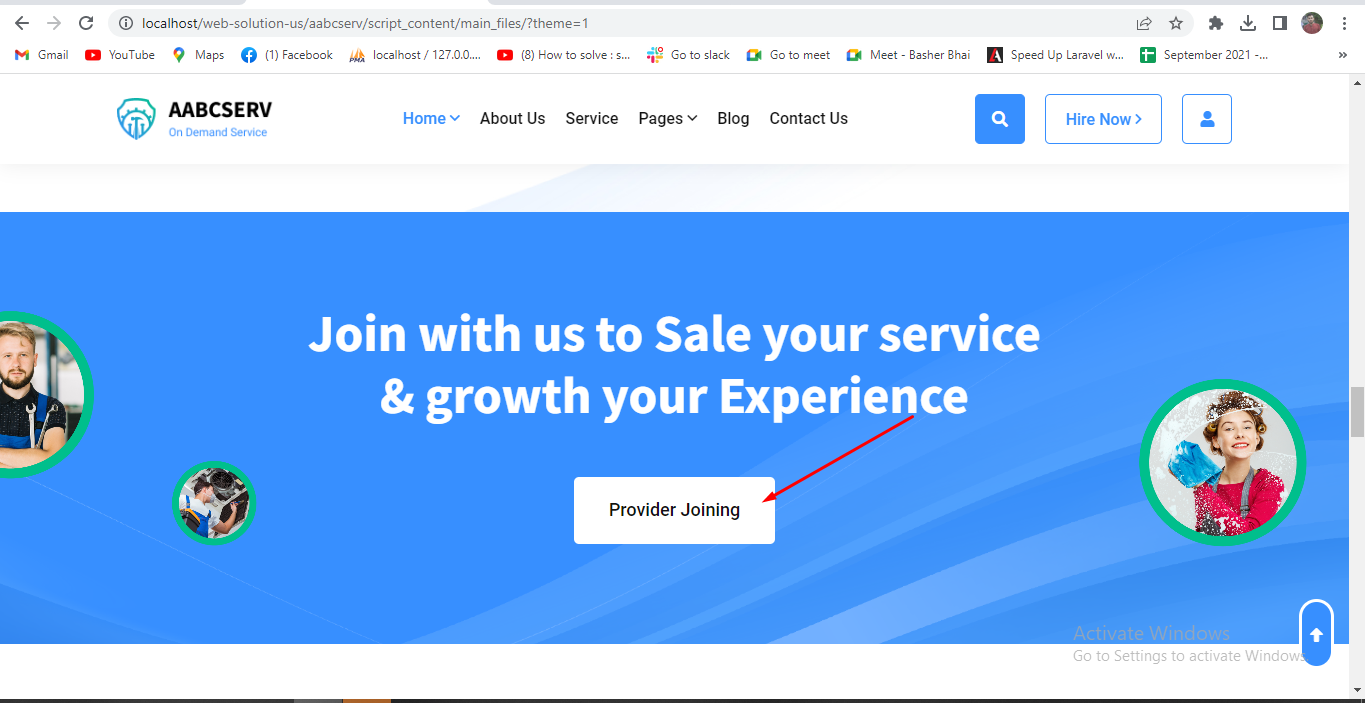 localhost/web-solution-us/aabcserv/script_content/main_files/?theme=1
Gmail YouTube Maps (1) Facebook localhost / 127.0.0.... (8) How to solve : s... Go to slack Go to meet Meet - Basher Bhai Speed Up Laravel w... September 2021 -... »
AABCSERV
On Demand Service
Home About Us Service Pages Blog Contact Us Hire Now
Join with us to Sale your service
& growth your Experience
Provider Joining
Activate Windows
Go to Settings to activate Windows